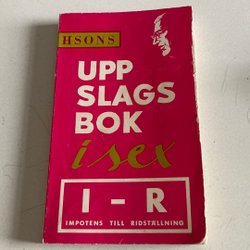 HSONS
UPP
SLAGS
BOK
i sex
I – R
IMPOTENS TILL RIDSTÄLLNING